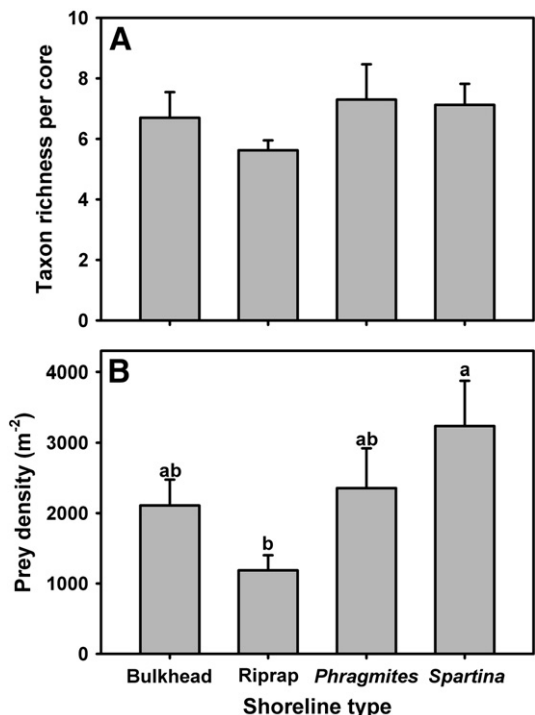 A
Taxon richness per core
10
8
6
4
2
0
B
Prey density (m-2)
4000
3000
2000
1000
0
ab
b
ab
a
Bulkhead Riprap Phragmites Spartina
Shoreline type